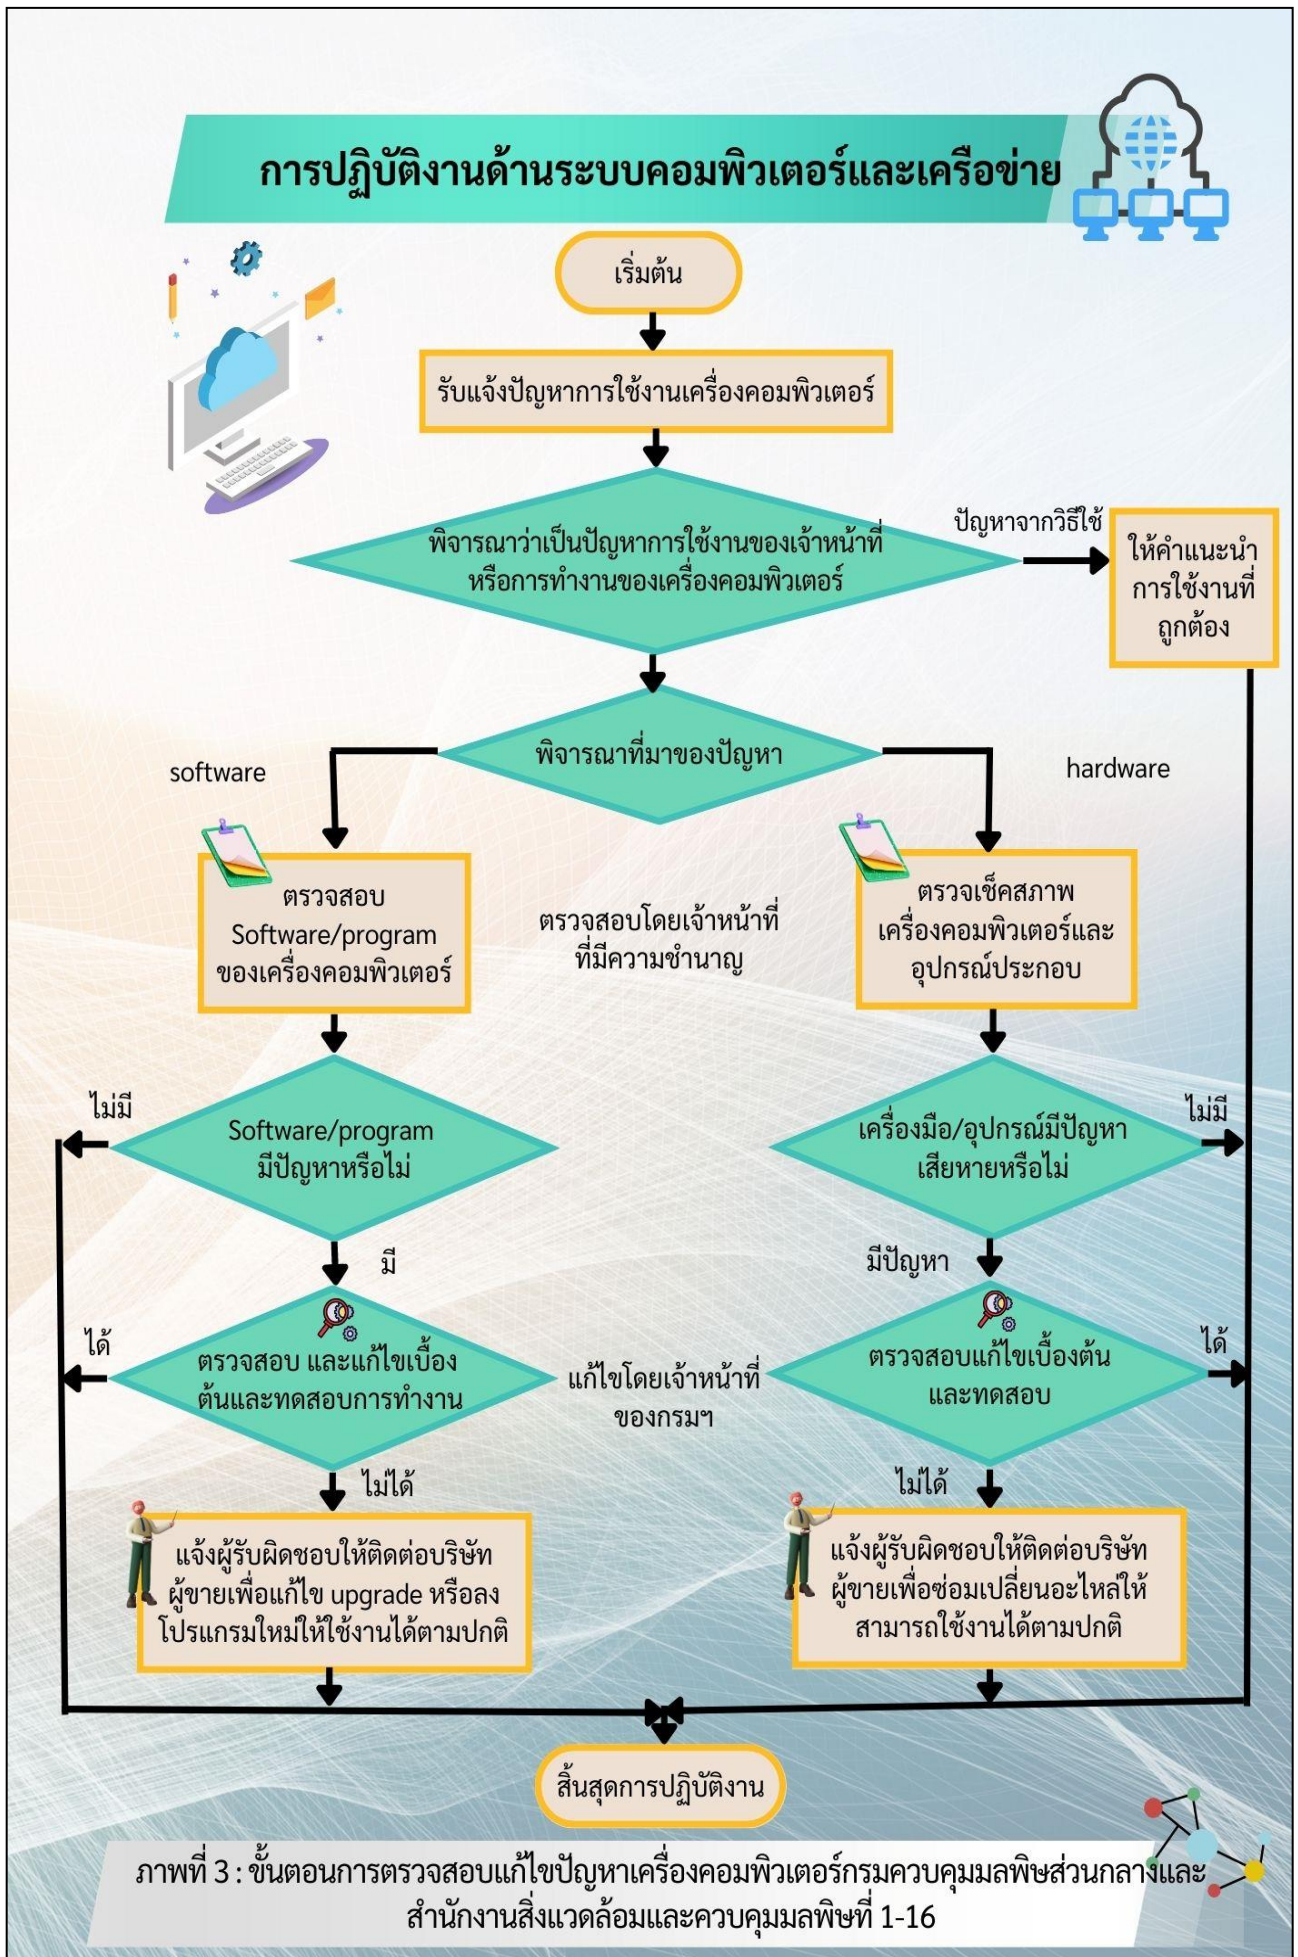 การปฏิบัติงานด้านระบบคอมพิวเตอร์และเครือข่าย
เริ่มต้น
รับแจ้งปัญหาการใช้งานเครื่องคอมพิวเตอร์
พิจารณาว่าเป็นปัญหาการใช้งานของเจ้าหน้าที่
หรือการทำงานของเครื่องคอมพิวเตอร์
ปัญหาจากวิธีใช้
ให้คำแนะนำ
การใช้งานที่
ถูกต้อง
พิจารณาที่มาของปัญหา
software
hardware
ตรวจสอบ
Software/program
ของเครื่องคอมพิวเตอร์
ตรวจสอบโดยเจ้าหน้าที่
ที่มีความชำนาญ
ตรวจเช็คสภาพ
เครื่องคอมพิวเตอร์และ
อุปกรณ์ประกอบ
ไม่มี
Software/program
มีปัญหาหรือไม่
เครื่องมือ/อุปกรณ์มีปัญหา
เสียหายหรือไม่
ไม่มี
มี
มีปัญหา
ได้
ตรวจสอบ และแก้ไขเบื้อง
ต้นและทดสอบการทำงาน
แก้ไขโดยเจ้าหน้าที่
ของกรมฯ
ตรวจสอบแก้ไขเบื้องต้น
และทดสอบ
ได้
ไม่ได้
ไม่ได้
แจ้งผู้รับผิดชอบให้ติดต่อบริษัท
ผู้ขายเพื่อแก้ไข upgrade หรือลง
โปรแกรมใหม่ให้ใช้งานได้ตามปกติ
แจ้งผู้รับผิดชอบให้ติดต่อบริษัท
ผู้ขายเพื่อซ่อมเปลี่ยนอะไหล่ให้
สามารถใช้งานได้ตามปกติ
สิ้นสุดการปฏิบัติงาน
ภาพที่ 3 : ขั้นตอนการตรวจสอบแก้ไขปัญหาเครื่องคอมพิวเตอร์กรมควบคุมมลพิษส่วนกลางและ
สำนักงานสิ่งแวดล้อมและควบคุมมลพิษที่ 1-16